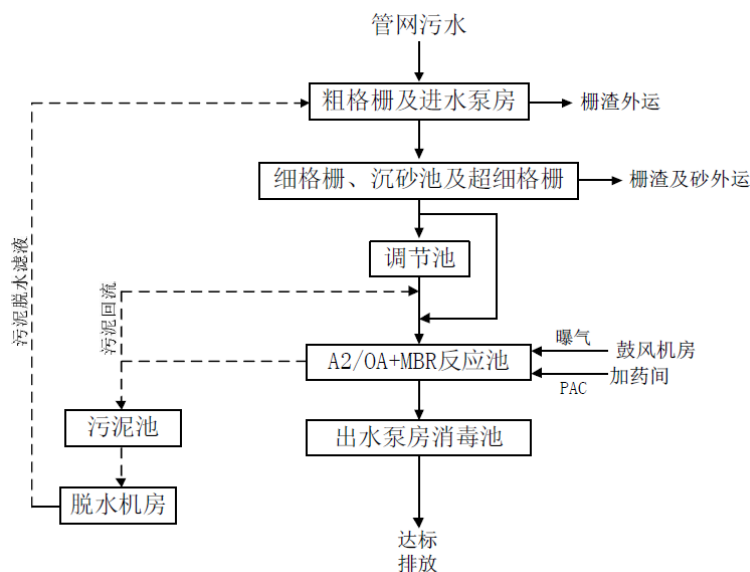 管网污水
粗格栅及进水泵房
栅渣外运
细格栅、沉砂池及超细格栅
栅渣及砂外运
调节池
污泥脱水滤液
污泥回流
曝气
鼓风机房
A2/OA+MBR反应池
加药间
PAC
污泥池
出水泵房消毒池
脱水机房
达标
排放